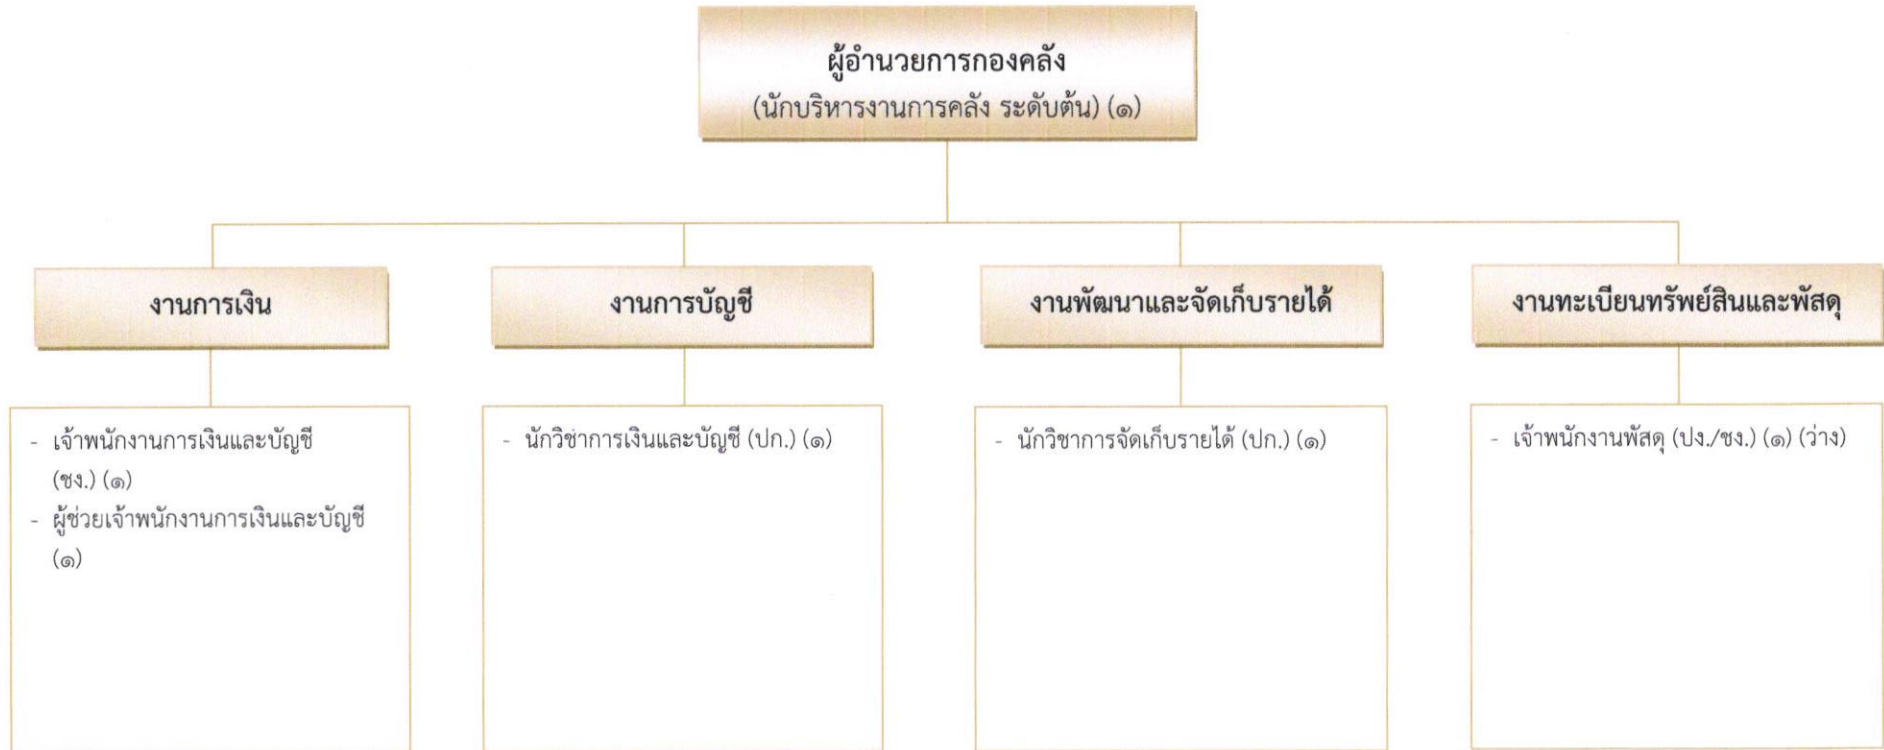 ผู้อำนวยการกองคลัง
(นักบริหารงานการคลัง ระดับต้น) (๑)
งานการเงิน
งานการบัญชี
งานพัฒนาและจัดเก็บรายได้
งานทะเบียนทรัพย์สินและพัสดุ
- เจ้าพนักงานการเงินและบัญชี
(ชง.) (๑)
- ผู้ช่วยเจ้าพนักงานการเงินและบัญชี
(๑)
- นักวิชาการเงินและบัญชี (ปก.) (๑)
- นักวิชาการจัดเก็บรายได้ (ปก.) (๑)
- เจ้าพนักงานพัสดุ (ปง./ชง.) (๑) (ว่าง)